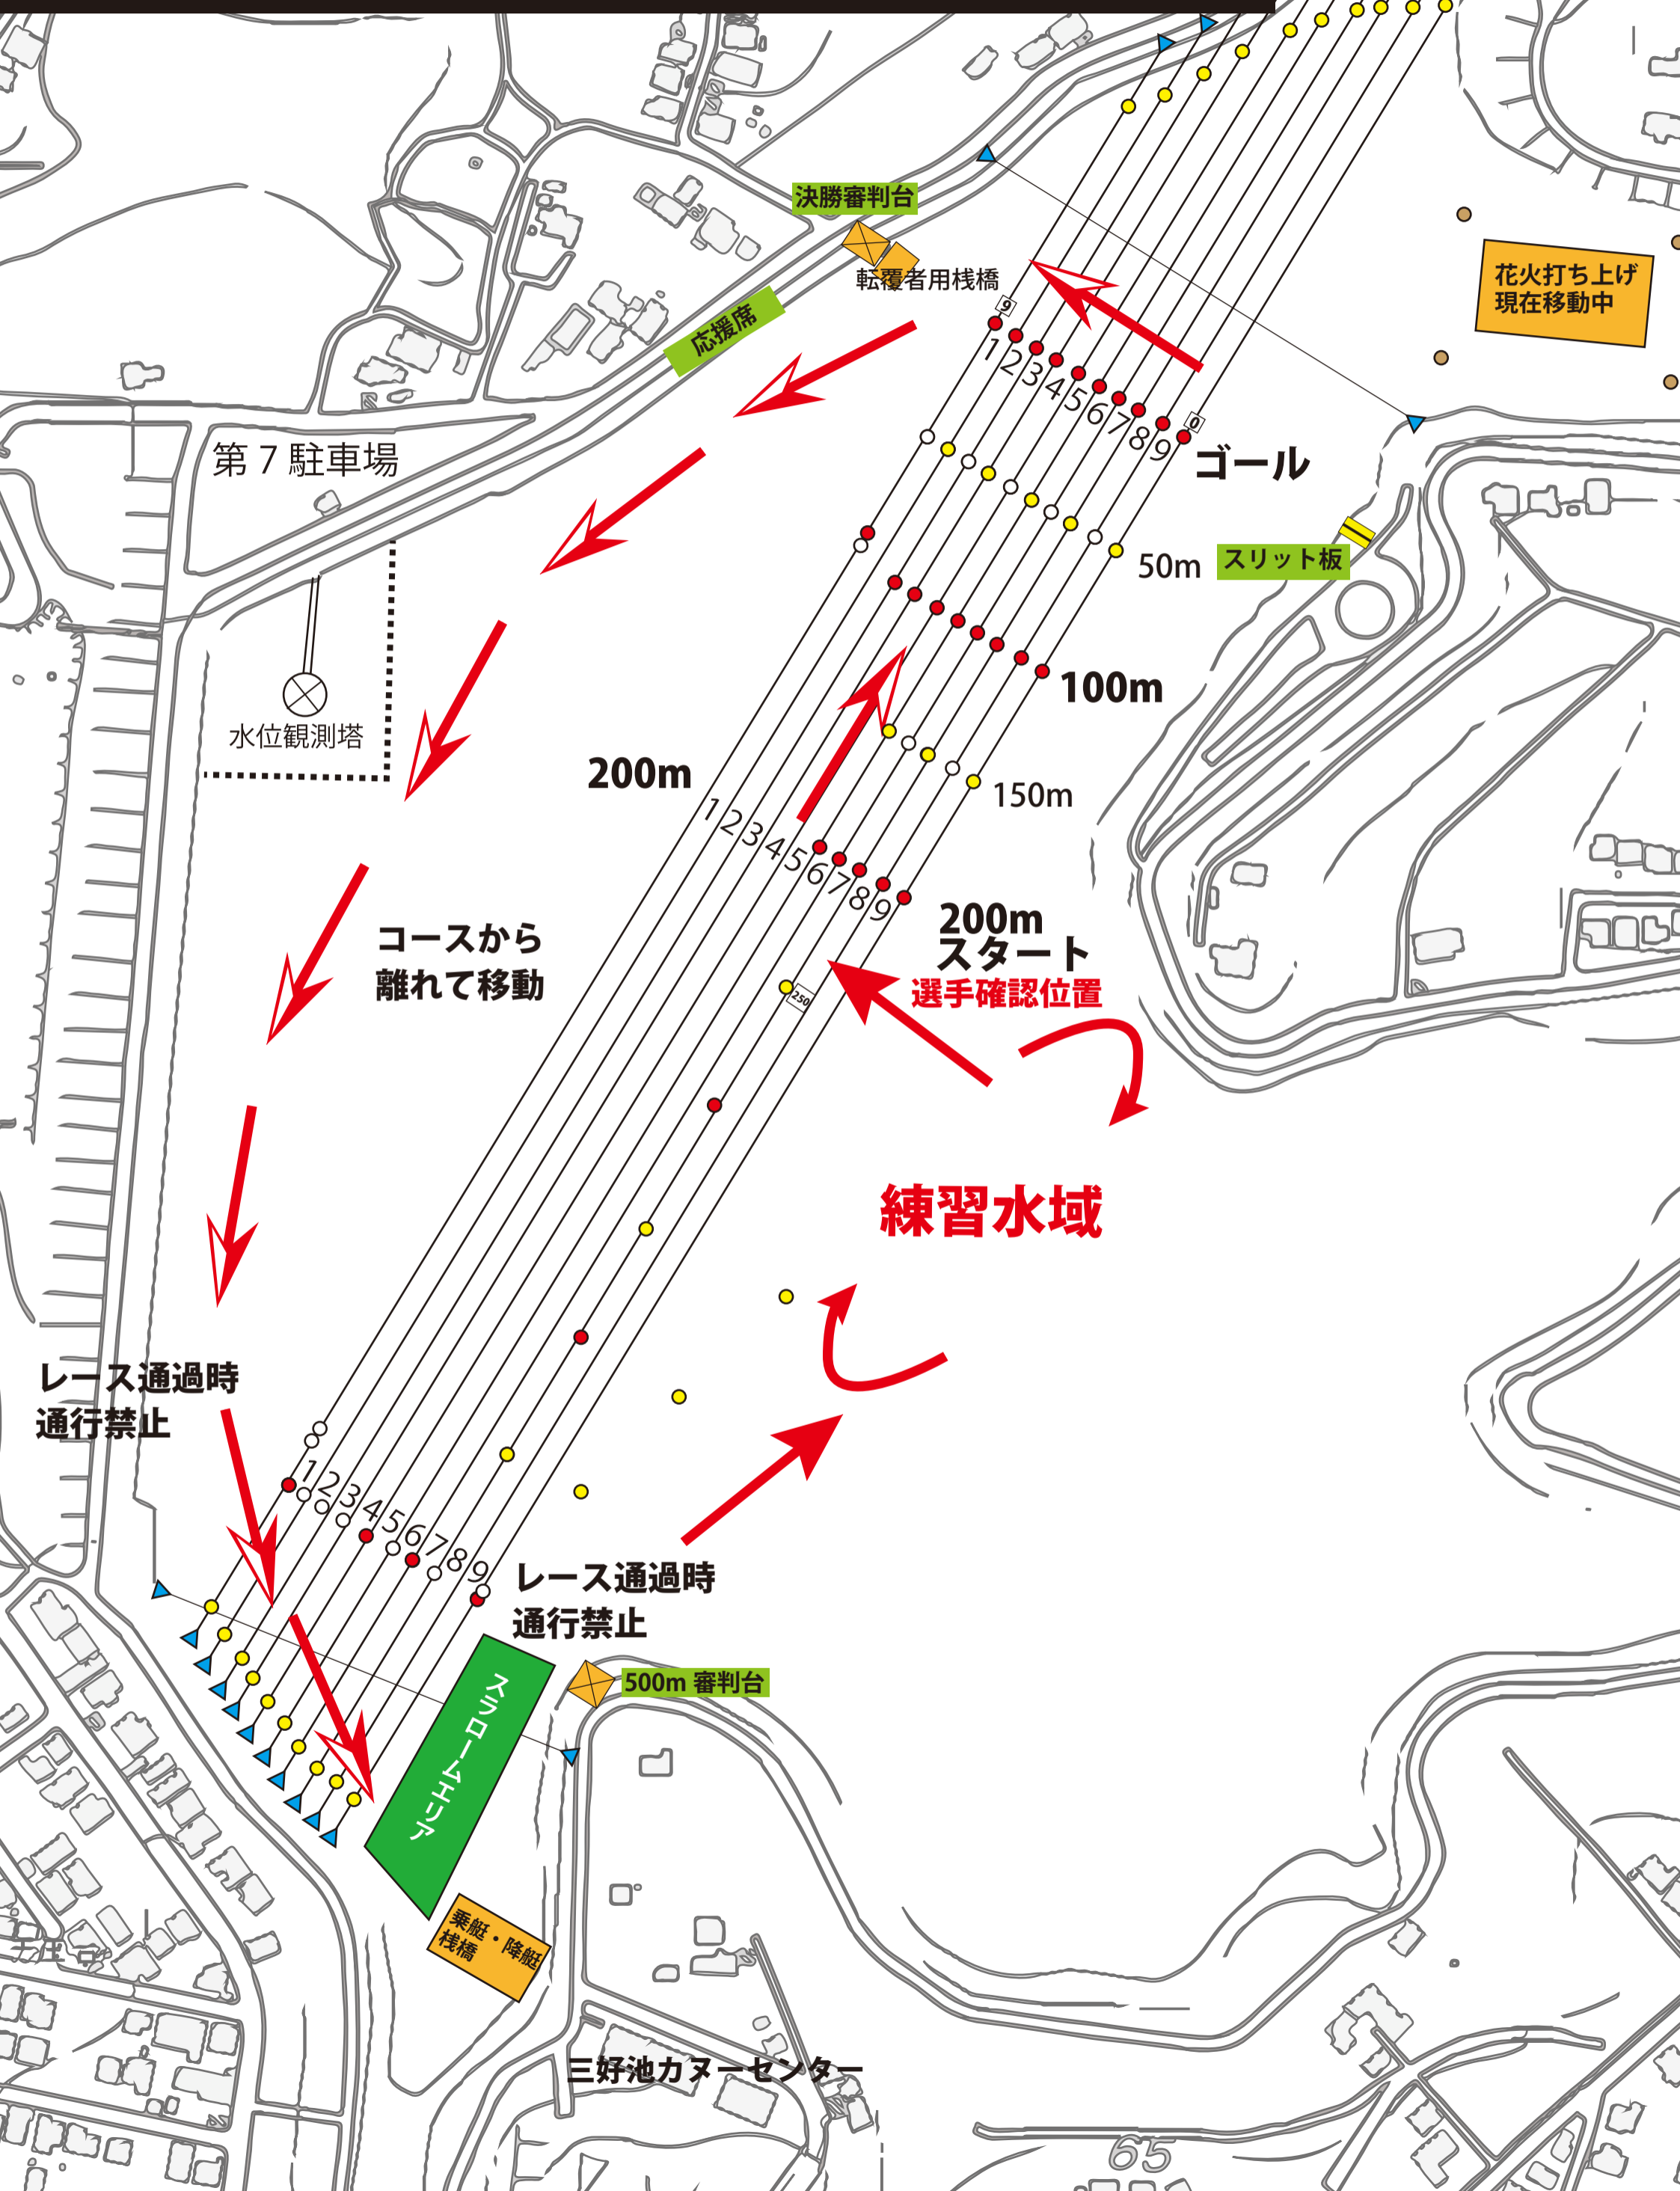 決勝審判台
転覆者用桟橋
応援席
花火打ち上げ
現在移動中
9
1 2 3 4 5 6 7 8 9
0
ゴール
第 7 駐車場
50m
スリット板
100m
水位観測塔
200m
150m
1 2 3 4 5 6 7 8 9
200m
スタート
選手確認位置
コースから
離れて移動
250
練習水域
レース通過時
通行禁止
1 2 3 4 5 6 7 8 9
レース通過時
通行禁止
スラロームエリア
500m 審判台
乗艇・降艇
桟橋
三好池カヌーセンター
65